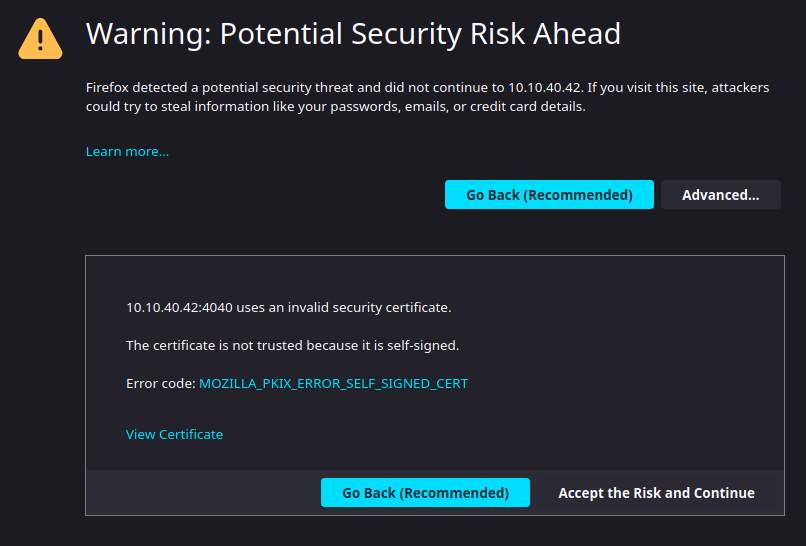 Warning: Potential Security Risk Ahead
Firefox detected a potential security threat and did not continue to 10.10.40.42. If you visit this site, attackers
could try to steal information like your passwords, emails, or credit card details.
Learn more...
Go Back (Recommended) Advanced...
10.10.40.42:4040 uses an invalid security certificate.
The certificate is not trusted because it is self-signed.
Error code: MOZILLA_PKIX_ERROR_SELF_SIGNED_CERT
View Certificate
Go Back (Recommended) Accept the Risk and Continue